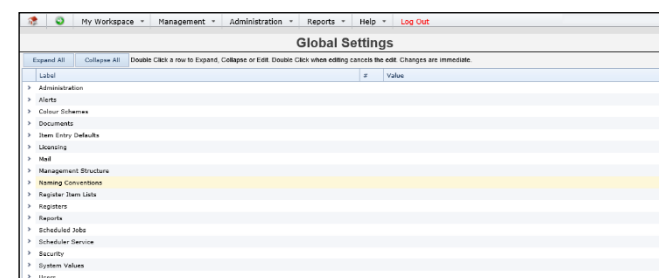 My Workspace Management Administration Reports Help Log Out
Global Settings
Expand All Collapse All Double Click a row to Expand, Collapse or Edit. Double Click when editing cancels the edit. Changes are immediate.
Label # Value
Administration
Alerts
Colour Schemes
Documents
Item Entry Defaults
Licensing
Mail
Management Structure
Naming Conventions
Register Item Lists
Registers
Reports
Scheduled Jobs
Scheduler Service
Security
System Values
Users